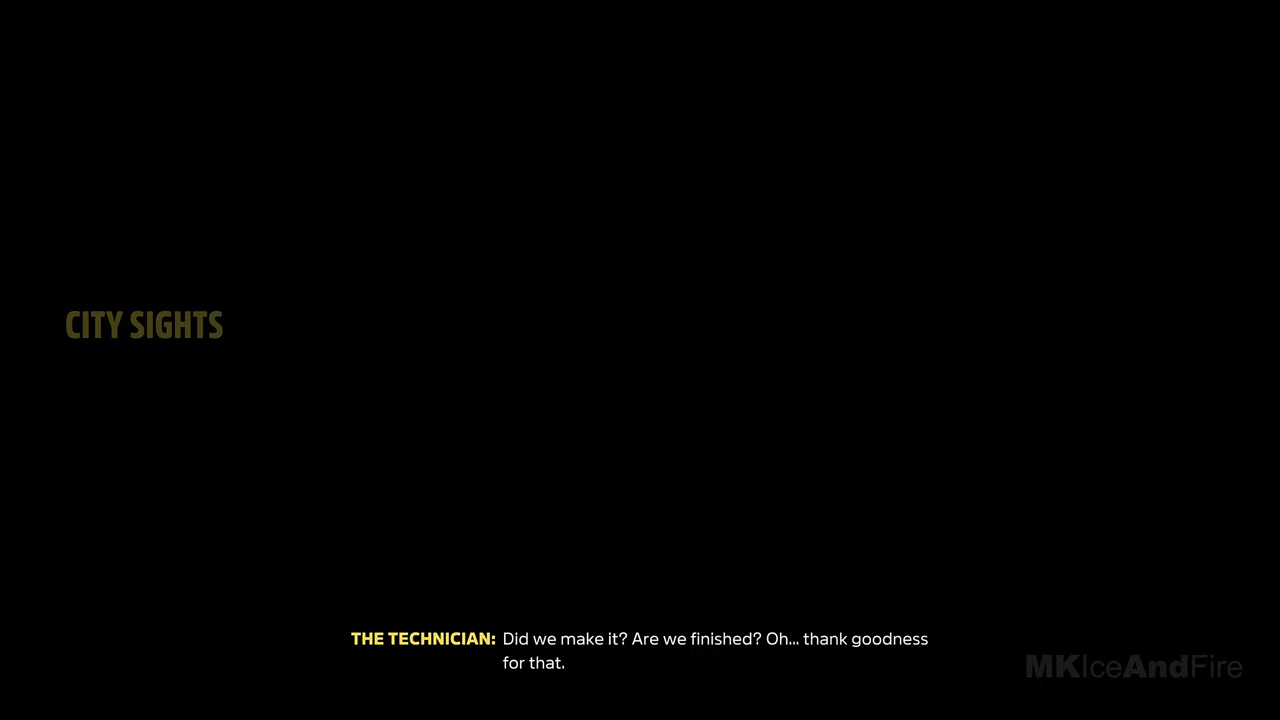 CITY SIGHTS
THE TECHNICIAN: Did we make it? Are we finished? Oh... thank goodness
for that.
MKIceAndFire